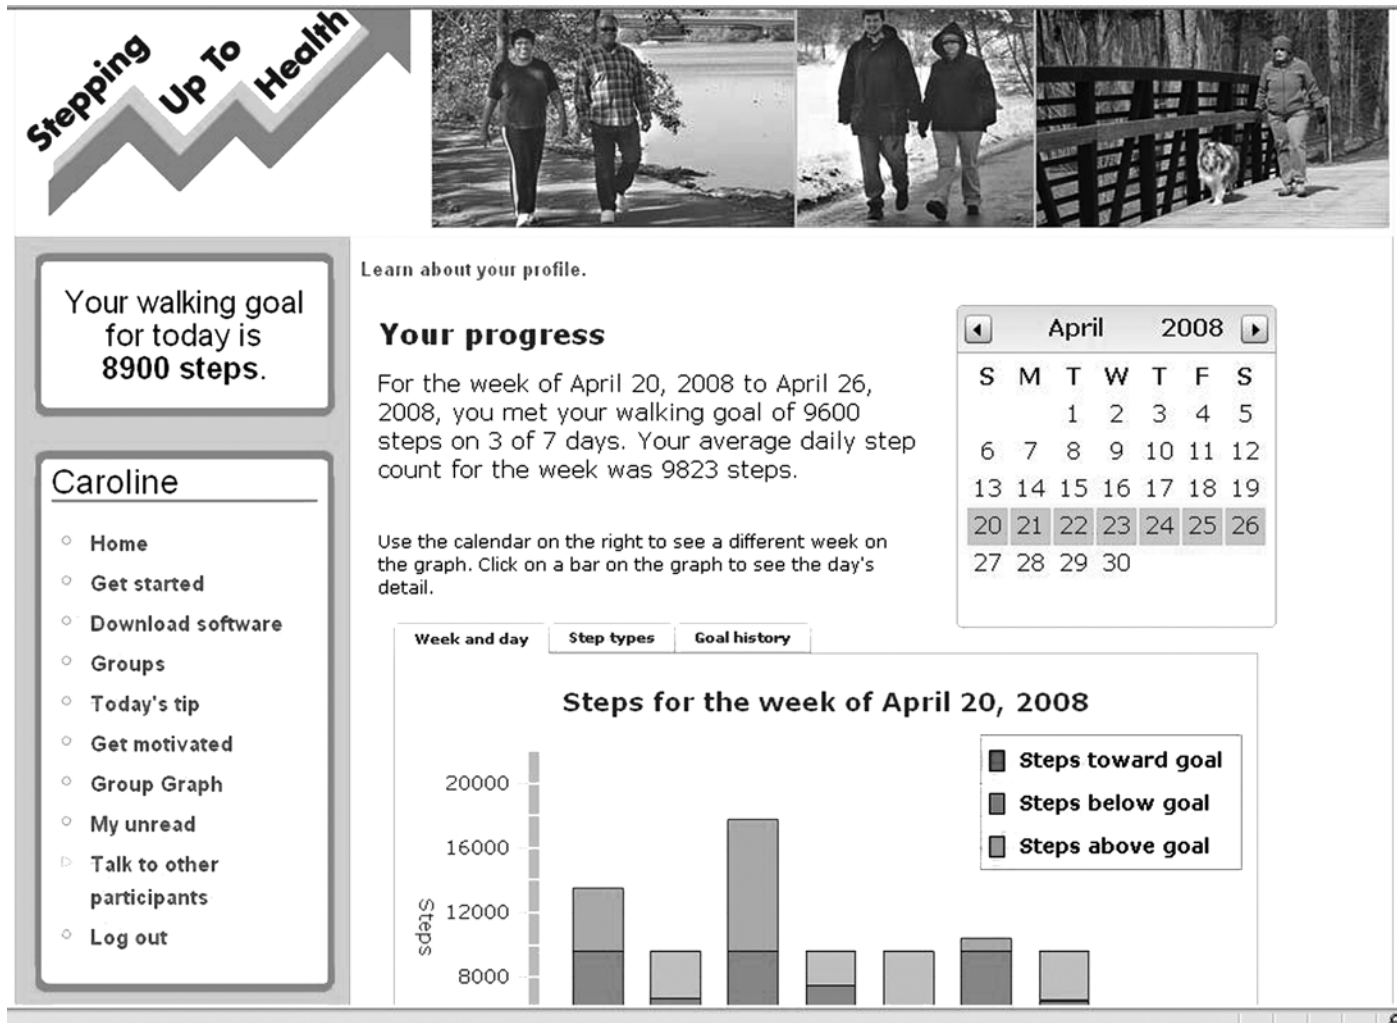 Stepping
Up To
Health
Your walking goal
for today is
8900 steps.
Caroline
Home
Get started
Download software
Groups
Today's tip
Get motivated
Group Graph
My unread
Talk to other
participants
Log out
Learn about your profile.
Your progress
For the week of April 20, 2008 to April 26,
2008, you met your walking goal of 9600
steps on 3 of 7 days. Your average daily step
count for the week was 9823 steps.
Use the calendar on the right to see a different week on
the graph. Click on a bar on the graph to see the day's
detail.
April 2008
S M T W T F S
1 2 3 4 5
6 7 8 9 10 11 12
13 14 15 16 17 18 19
20 21 22 23 24 25 26
27 28 29 30
Week and day Step types Goal history
Steps for the week of April 20, 2008
Steps toward goal
Steps below goal
Steps above goal
Steps
20000
16000
12000
8000